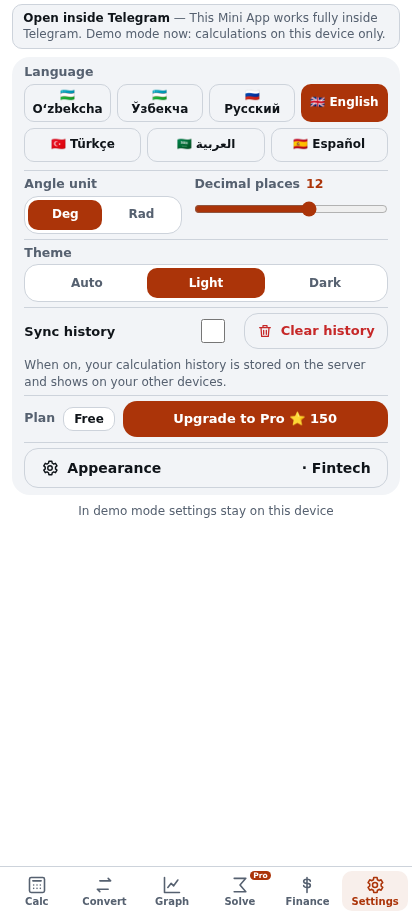 Open inside Telegram — This Mini App works fully inside
Telegram. Demo mode now: calculations on this device only.
Language
🇺🇿 Oʻzbekcha
🇺🇿 Ўзбекча
🇷🇺 Русский
🇬🇧 English
🇹🇷 Türkçe
🇸🇦 العربية
🇪🇸 Español
Angle unit
Deg
Rad
Decimal places 12
Theme
Auto
Light
Dark
Sync history
Clear history
When on, your calculation history is stored on the server
and shows on your other devices.
Plan
Free
Upgrade to Pro ⭐ 150
Appearance
· Fintech
In demo mode settings stay on this device
Calc
Convert
Graph
Solve
Pro
Finance
Settings